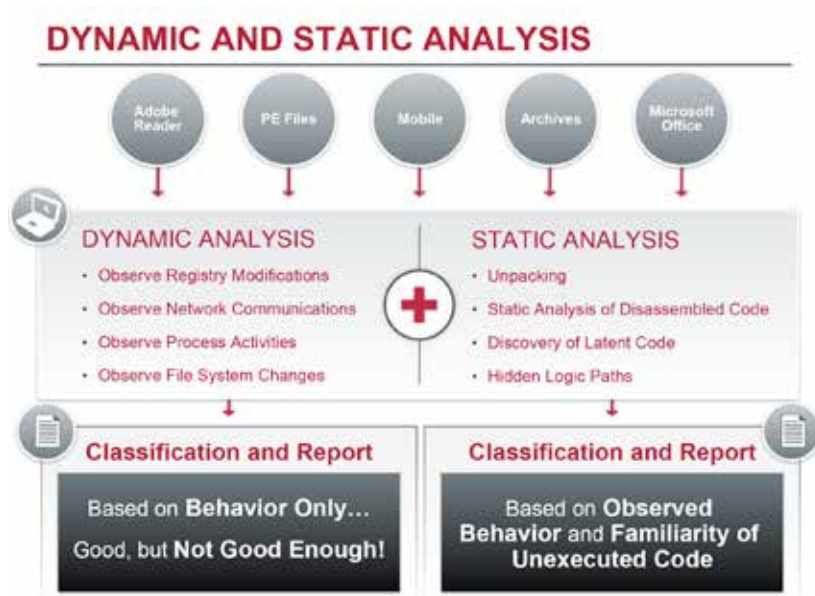 DYNAMIC AND STATIC ANALYSIS
Adobe
Reader
PE Files
Mobile
Archives
Microsoft
Office
DYNAMIC ANALYSIS
• Observe Registry Modifications
• Observe Network Communications
• Observe Process Activities
• Observe File System Changes
STATIC ANALYSIS
• Unpacking
• Static Analysis of Disassembled Code
• Discovery of Latent Code
• Hidden Logic Paths
Classification and Report
Based on Behavior Only...
Good, but Not Good Enough!
Classification and Report
Based on Observed
Behavior and Familiarity of
Unexecuted Code